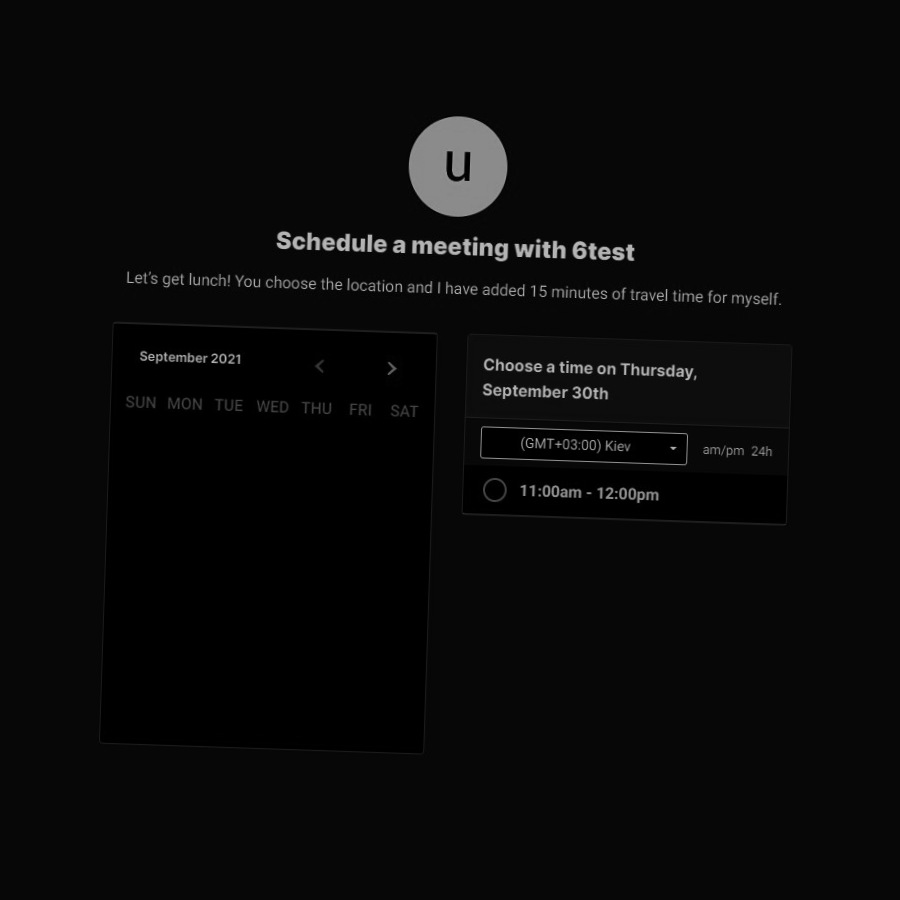 u
Schedule a meeting with 6test
Let's get lunch! You choose the location and I have added 15 minutes of travel time for myself.
September 2021
SUN MON TUE WED THU FRI SAT
Choose a time on Thursday,
September 30th
(GMT+03:00) Kiev
am/pm 24h
11:00am - 12:00pm